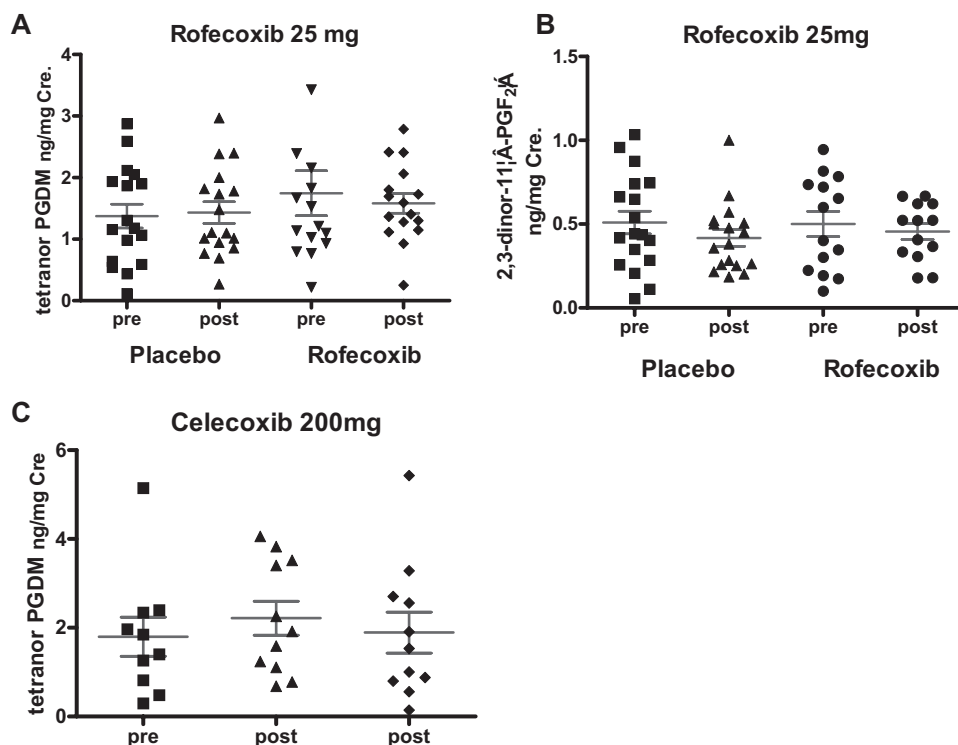 A
Rofecoxib 25 mg
tetranor PGDM ng/mg Cre.
4
3
2
1
0
pre
post
pre
post
Placebo
Rofecoxib
B
Rofecoxib 25mg
2,3-dinor-11¦Â-PGF2¦Á
ng/mg Cre.
1.5
1.0
0.5
0.0
pre
post
pre
post
Placebo
Rofecoxib
C
Celecoxib 200mg
tetranor PGDM ng/mg Cre
6
4
2
0
pre
post
post